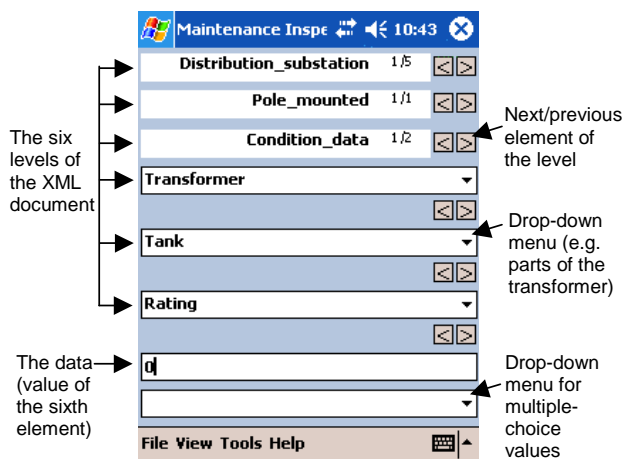 Maintenance Inspe 10:43
Distribution_substation 1/5 < >
Pole_mounted 1/1 < >
Condition_data 1/2 < >
Transformer
< >
Tank
< >
Rating
< >
0
File View Tools Help
The six
levels of
the XML
document
The data
(value of
the sixth
element)
Next/previous
element of
the level
Drop-down
menu (e.g.
parts of the
transformer)
Drop-down
menu for
multiple-
choice
values